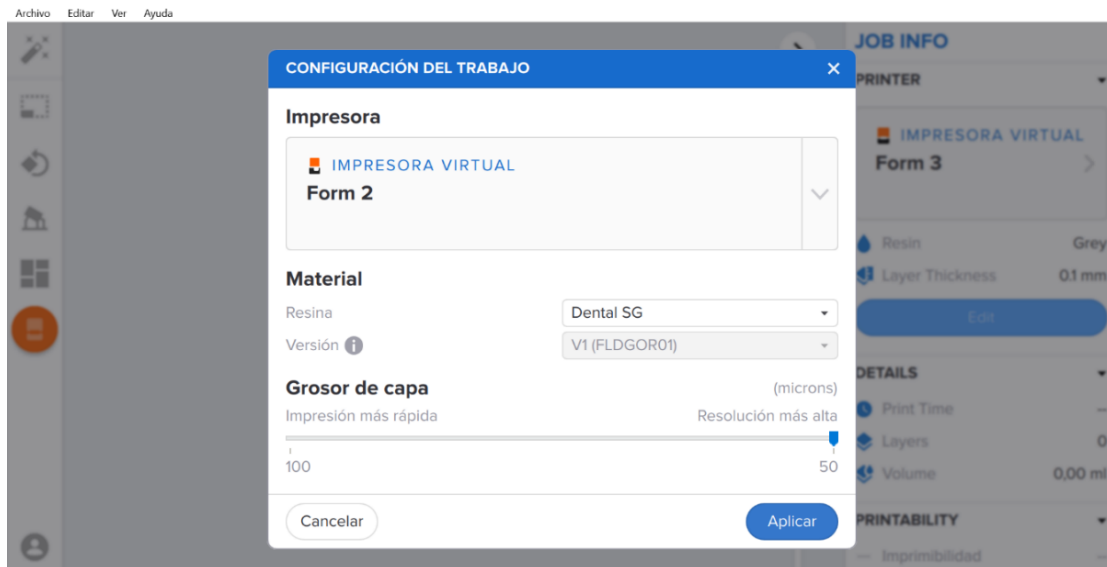 Archivo Editar Ver Ayuda
CONFIGURACIÓN DEL TRABAJO
Impresora
IMPRESORA VIRTUAL
Form 2
Material
Resina Dental SG
Versión V1 (FLDGOR01)
Grosor de capa (microns)
Impresión más rápida Resolución más alta
100 50
Cancelar Aplicar
JOB INFO
PRINTER
IMPRESORA VIRTUAL
Form 3
Resin Grey
Layer Thickness 0.1 mm
Edit
DETAILS
Print Time --
Layers 0
Volume 0,00 ml
PRINTABILITY
-- Imprimibilidad --